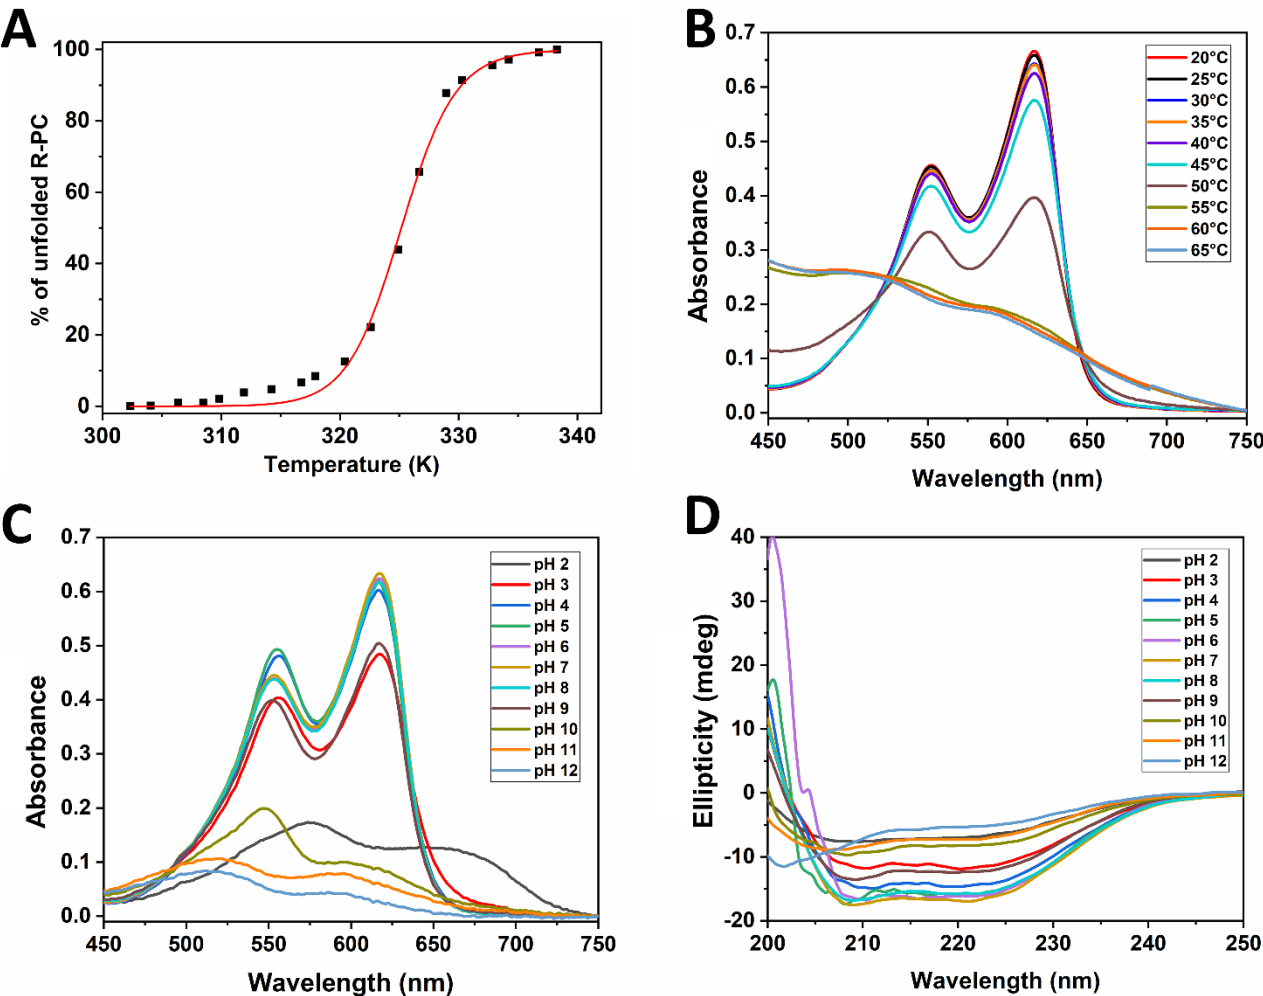 A
100
80
60
40
20
0
% of unfolded R-PC
300
310
320
330
340
Temperature (K)
B
0.7
0.6
0.5
0.4
0.3
0.2
0.1
0.0
Absorbance
20°C
25°C
30°C
35°C
40°C
45°C
50°C
55°C
60°C
65°C
450
500
550
600
650
700
750
Wavelength (nm)
C
0.7
0.6
0.5
0.4
0.3
0.2
0.1
0.0
Absorbance
pH 2
pH 3
pH 4
pH 5
pH 6
pH 7
pH 8
pH 9
pH 10
pH 11
pH 12
450
500
550
600
650
700
750
Wavelength (nm)
D
40
30
20
10
0
-10
-20
Ellipticity (mdeg)
pH 2
pH 3
pH 4
pH 5
pH 6
pH 7
pH 8
pH 9
pH 10
pH 11
pH 12
200
210
220
230
240
250
Wavelength (nm)